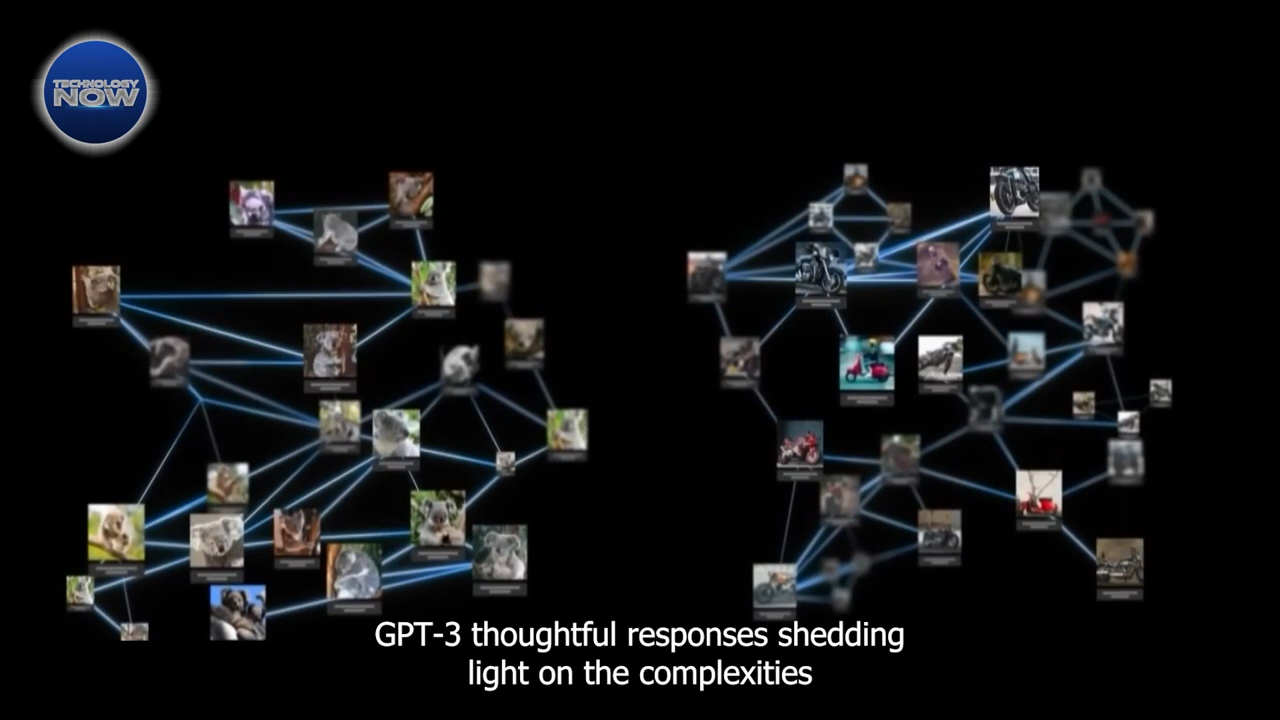 TECHNOLOGY
NOW
GPT-3 thoughtful responses shedding
light on the complexities